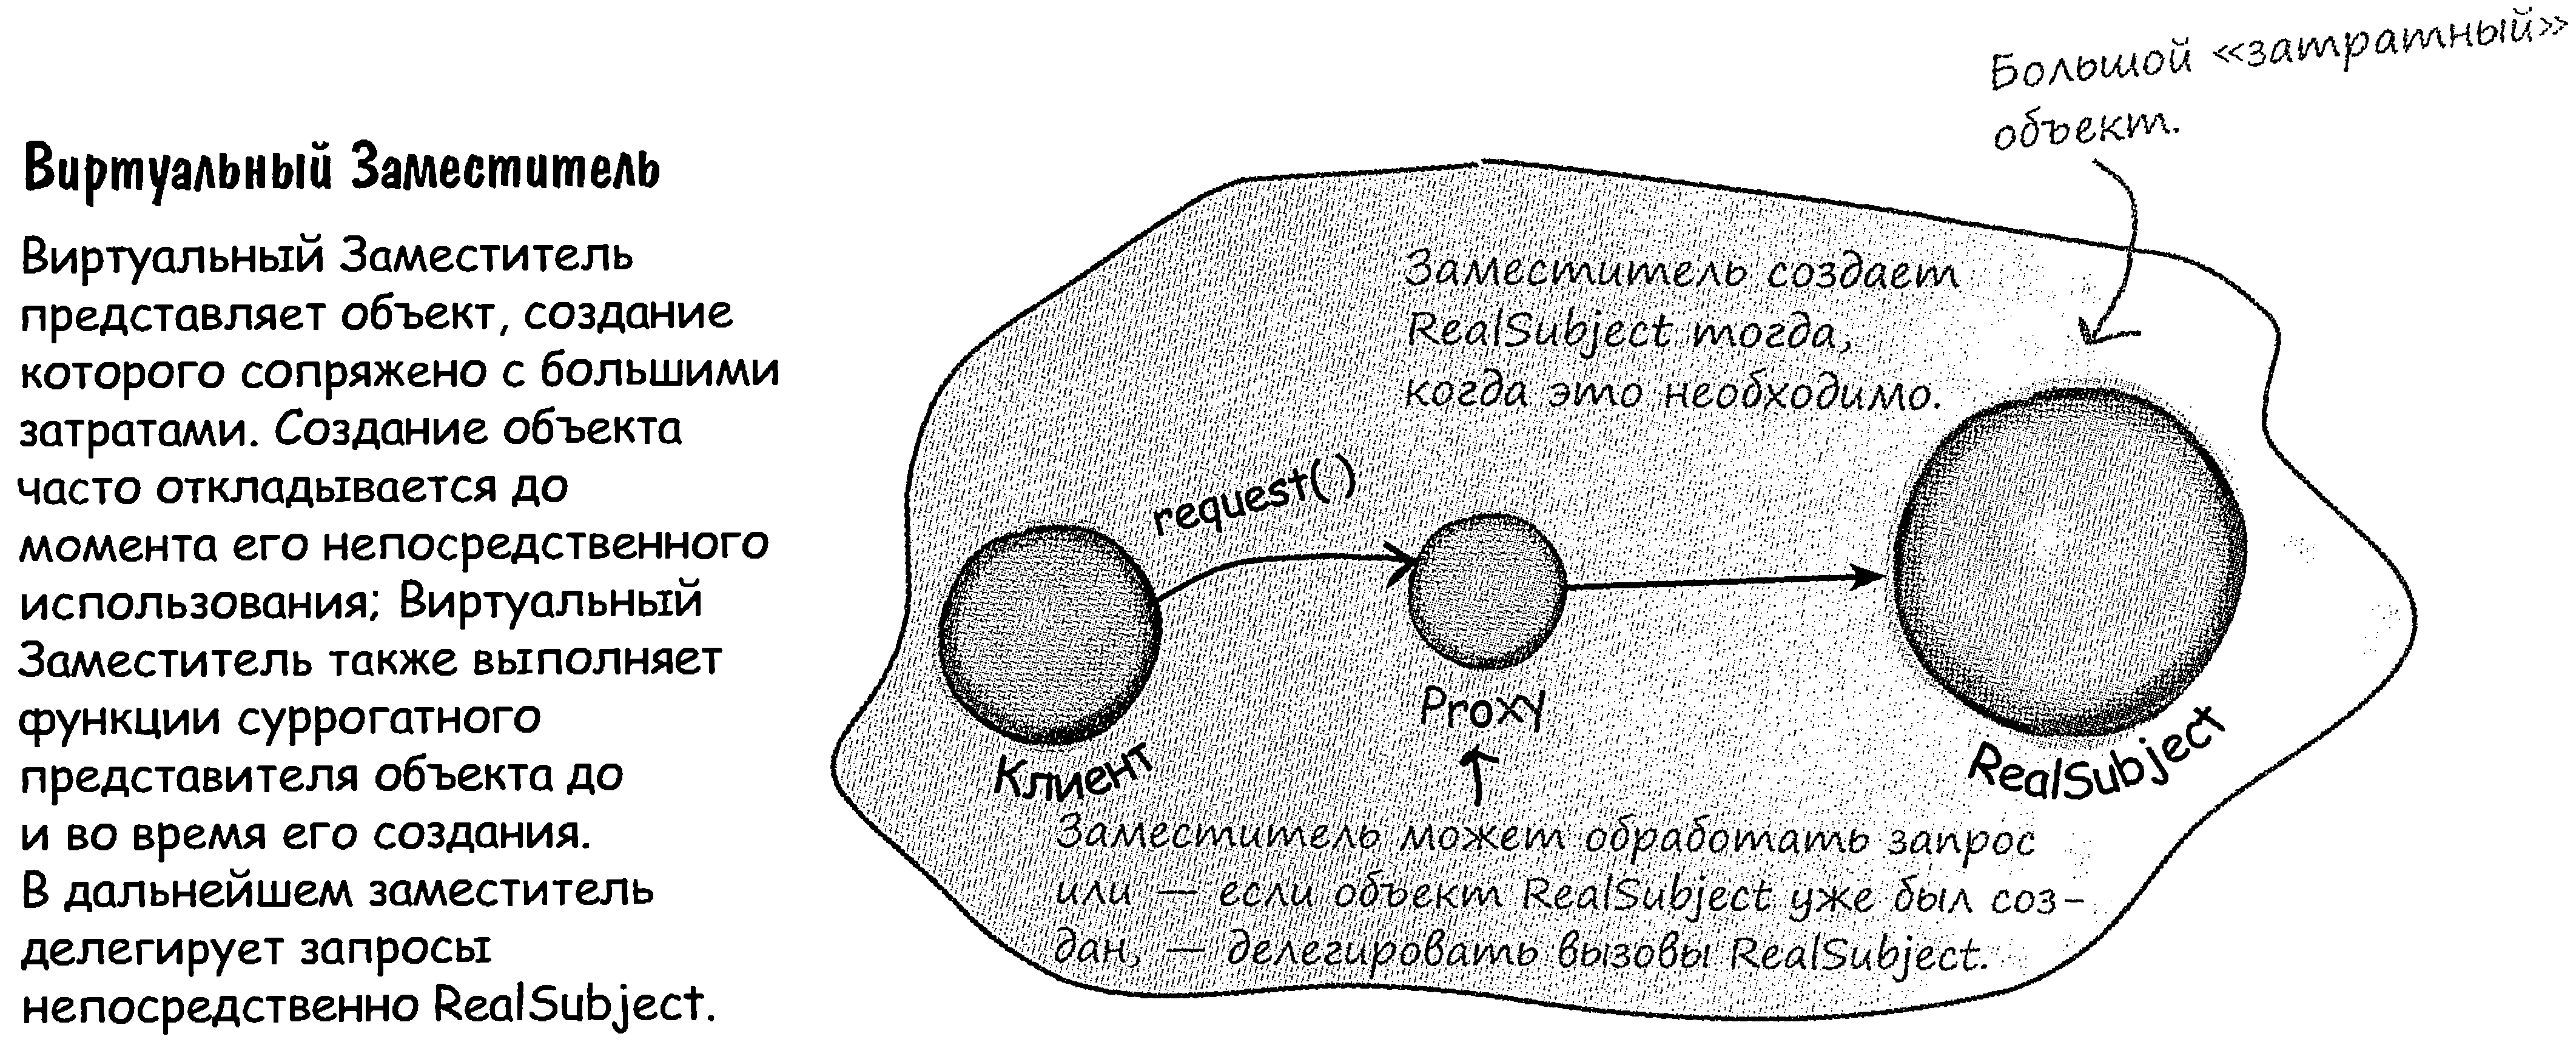 Виртуальный Заместитель
Виртуальный Заместитель
представляет объект, создание
которого сопряжено с большими
затратами. Создание объекта
часто откладывается до
момента его непосредственного
использования; Виртуальный
Заместитель также выполняет
функции суррогатного
представителя объекта до
и во время его создания.
В дальнейшем заместитель
делегирует запросы
непосредственно RealSubject.
Большой «затратный»
объект.
Заместитель создает
RealSubject тогда,
когда это необходимо.
request()
Клиент
Proxy
RealSubject
Заместитель может обработать запрос
или — если объект RealSubject уже был соз-
дан, — делегировать вызовы RealSubject.